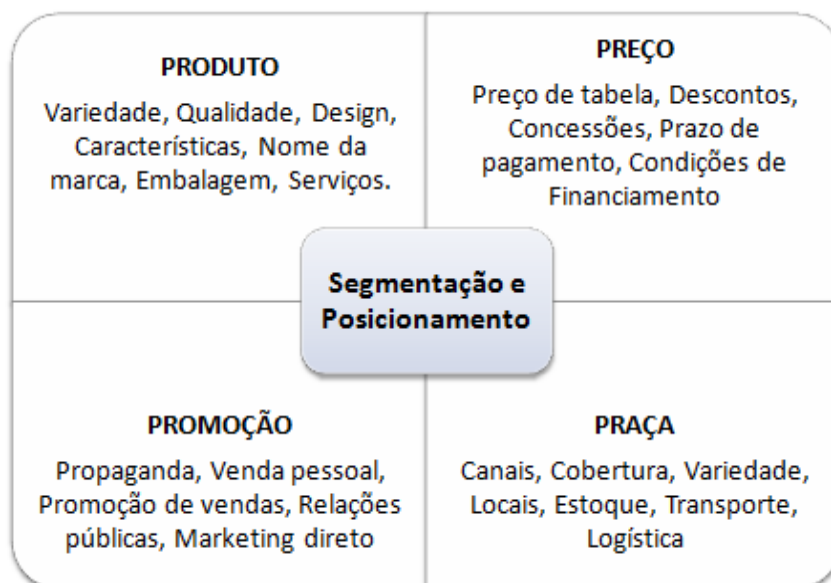 PRODUTO
Variedade, Qualidade, Design,
Características, Nome da
marca, Embalagem, Serviços.
PREÇO
Preço de tabela, Descontos,
Concessões, Prazo de
pagamento, Condições de
Financiamento
Segmentação e
Posicionamento
PROMOÇÃO
Propaganda, Venda pessoal,
Promoção de vendas, Relações
públicas, Marketing direto
PRAÇA
Canais, Cobertura, Variedade,
Locais, Estoque, Transporte,
Logística